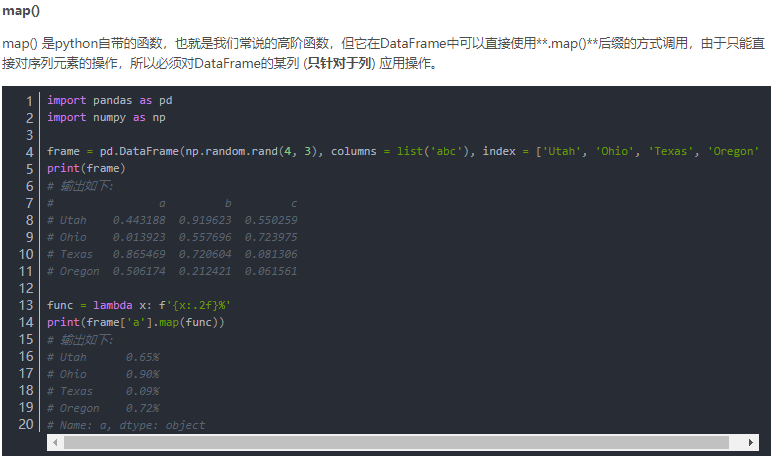 map()
map() 是python自带的函数，也就是我们常说的高阶函数，但它在DataFrame中可以直接使用**.map()**后缀的方式调用，由于只能直
接对序列元素的操作，所以必须对DataFrame的某列 (只针对于列) 应用操作。
1 import pandas as pd
2 import numpy as np
3
4 frame = pd.DataFrame(np.random.rand(4, 3), columns = list('abc'), index = ['Utah', 'Ohio', 'Texas', 'Oregon'
5 print(frame)
6 # 输出如下:
7 #                a         b         c
8 # Utah    0.443188  0.919623  0.550259
9 # Ohio    0.013923  0.557696  0.723975
10 # Texas   0.865469  0.720604  0.081306
11 # Oregon  0.506174  0.212421  0.061561
12
13 func = lambda x: f'{x:.2f}%'
14 print(frame['a'].map(func))
15 # 输出如下:
16 # Utah      0.65%
17 # Ohio      0.90%
18 # Texas     0.09%
19 # Oregon    0.72%
20 # Name: a, dtype: object